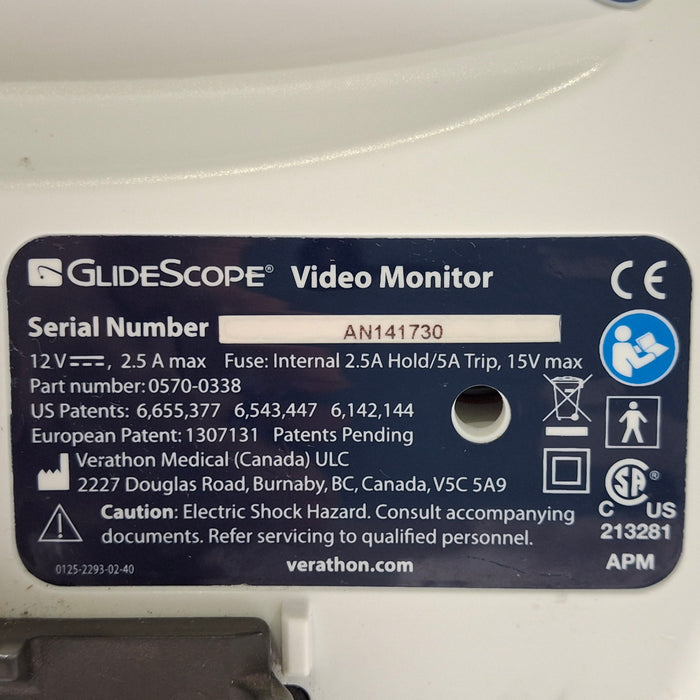 GLIDESCOPE® Video Monitor
CE
Serial Number AN141730
12 V, 2.5 A max Fuse: Internal 2.5A Hold/5A Trip, 15V max
Part number: 0570-0338
US Patents: 6,655,377 6,543,447 6,142,144
European Patent: 1307131 Patents Pending
Verathon Medical (Canada) ULC
2227 Douglas Road, Burnaby, BC, Canada, V5C 5A9
SA ®
C US
213281
APM
Caution: Electric Shock Hazard. Consult accompanying
documents. Refer servicing to qualified personnel.
0125-2293-02-40
verathon.com